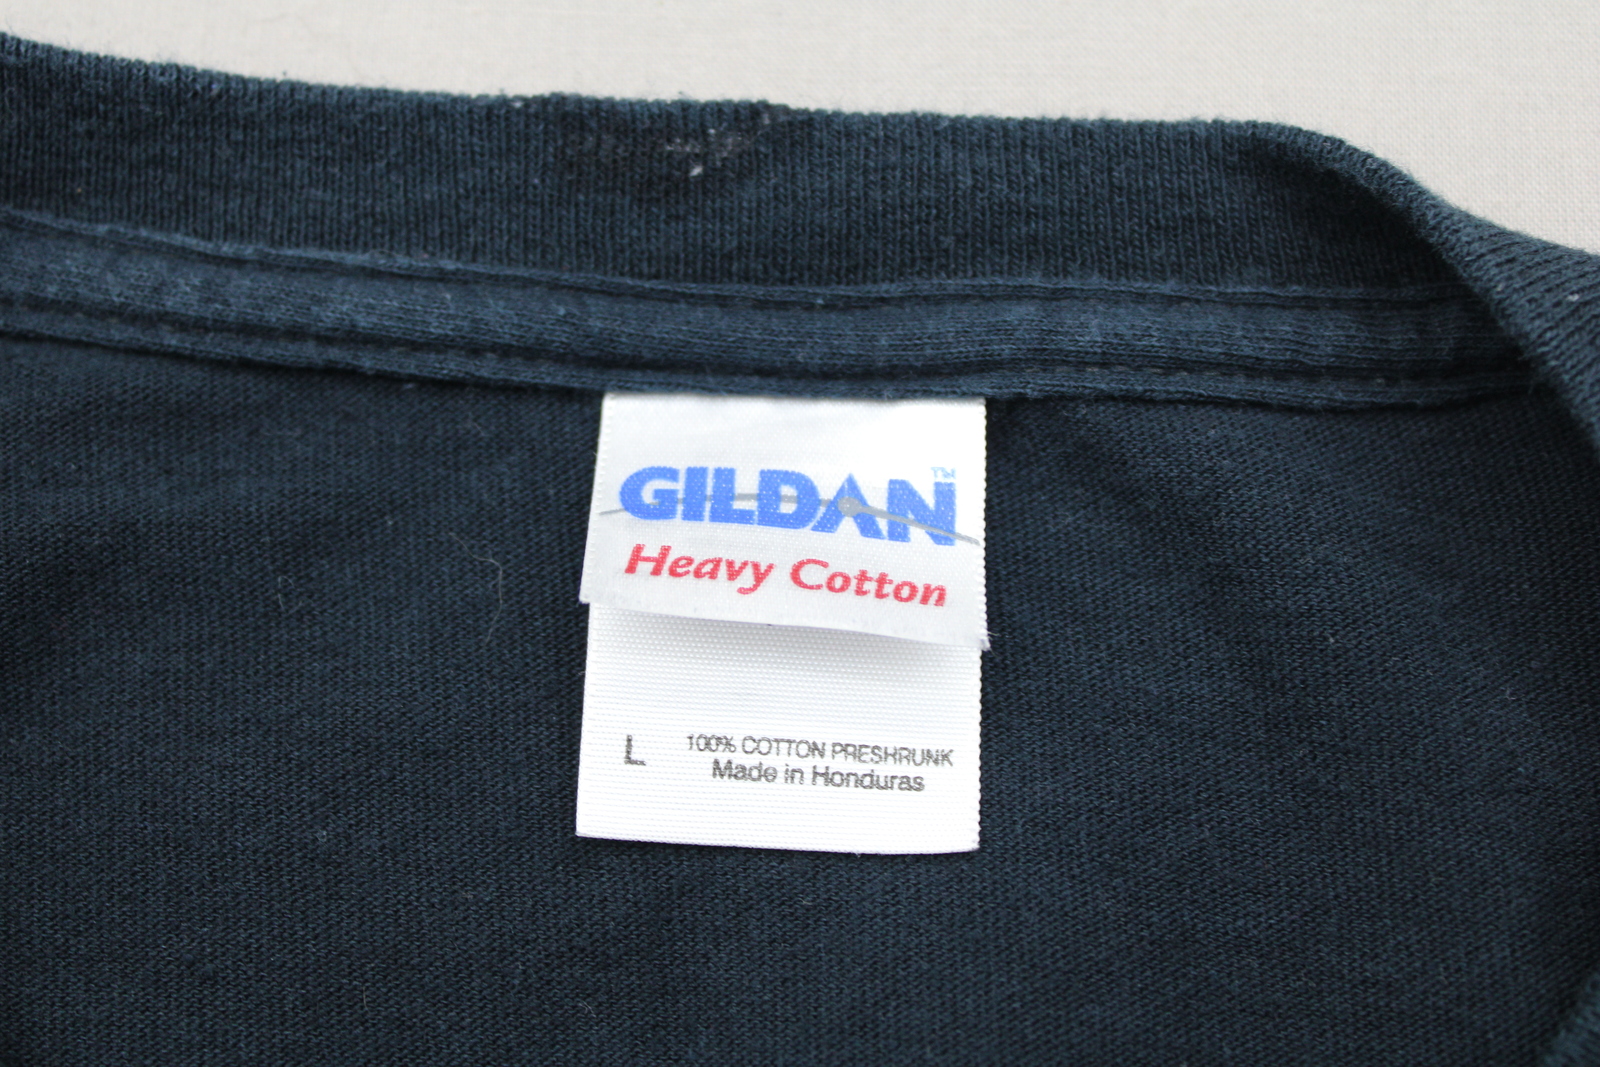 GILDAN™
Heavy Cotton
L
100% COTTON PRESHRUNK
Made in Honduras